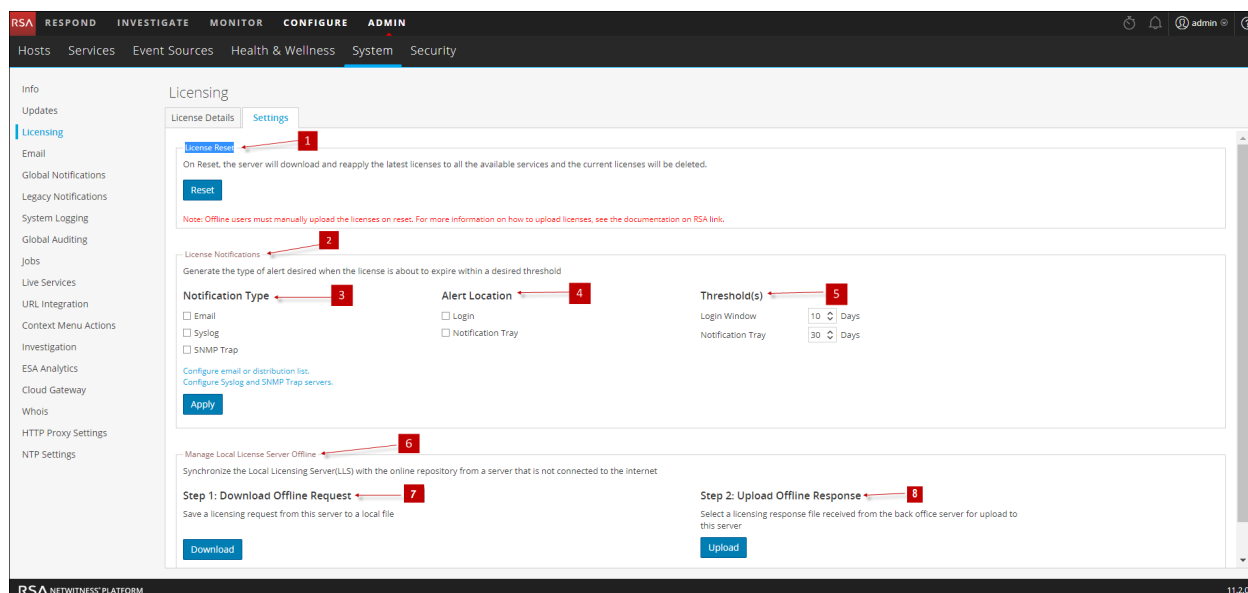 RSA RESPOND INVESTIGATE MONITOR CONFIGURE ADMIN admin
Hosts Services Event Sources Health & Wellness System Security
Info
Updates
Licensing
Email
Global Notifications
Legacy Notifications
System Logging
Global Auditing
Jobs
Live Services
URL Integration
Context Menu Actions
Investigation
ESA Analytics
Cloud Gateway
Whois
HTTP Proxy Settings
NTP Settings
Licensing
License Details Settings
License Reset 1
On Reset, the server will download and reapply the latest licenses to all the available services and the current licenses will be deleted.
Reset
Note: Offline users must manually upload the licenses on reset. For more information on how to upload licenses, see the documentation on RSA link.
License Notifications 2
Generate the type of alert desired when the license is about to expire within a desired threshold
Notification Type 3 Alert Location 4 Threshold(s) 5
Email Login Login Window 10 Days
Syslog Notification Tray Notification Tray 30 Days
SNMP Trap
Configure email or distribution list.
Configure Syslog and SNMP Trap servers.
Apply
Manage Local License Server Offline 6
Synchronize the Local Licensing Server(LLS) with the online repository from a server that is not connected to the internet
Step 1: Download Offline Request 7 Step 2: Upload Offline Response 8
Save a licensing request from this server to a local file
Select a licensing response file received from the back office server for upload to
this server
Download Upload
RSA NETWITNESS® PLATFORM 11.2.0